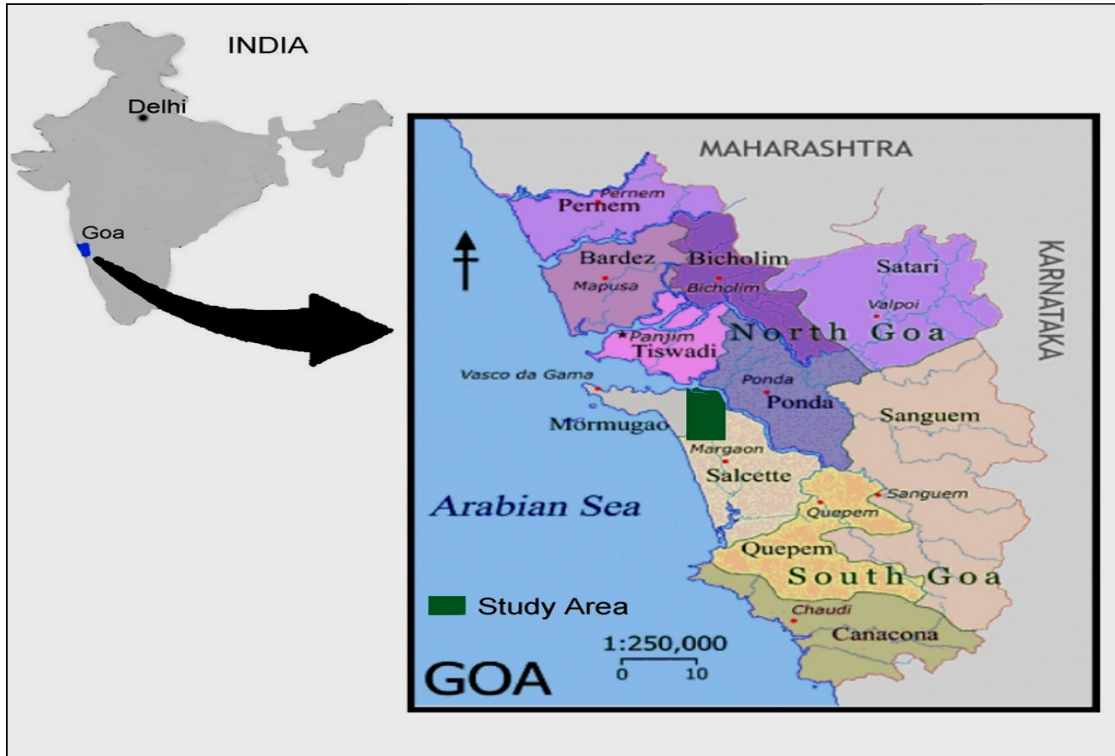 INDIA
Delhi
Goa
MAHARASHTRA
KARNATAKA
Pernem
Pernem
Bardez
Bicholim
Mapusa
Bicholim
Satari
Valpoi
North Goa
Panjim
Tiswadi
Vasco da Gama
Ponda
Ponda
Sanguem
Mormugao
Margaon
Salcette
Arabian Sea
Sanguem
Quepem
Quepem
South Goa
Study Area
Chaudi
Canacona
1:250,000
0 10
GOA